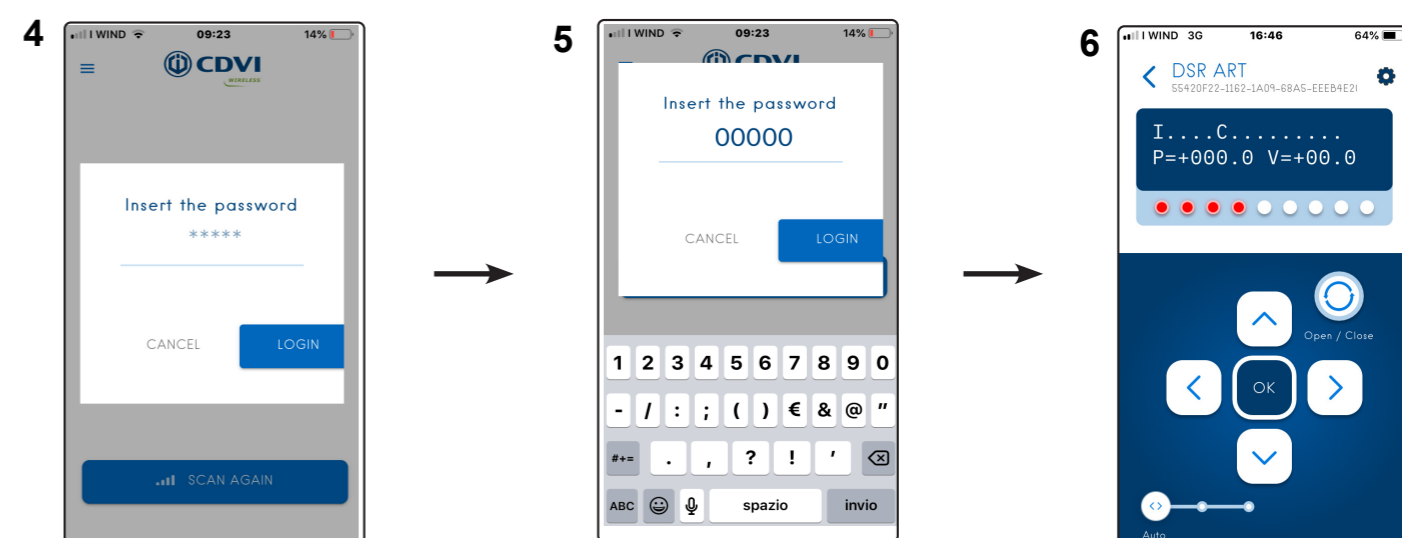 4
I WIND 09:23 14%
CDVI
WIRELESS
Insert the password
*****
CANCEL LOGIN
SCAN AGAIN
5
I WIND 09:23 14%
CDVI
Insert the password
00000
CANCEL LOGIN
1 2 3 4 5 6 7 8 9 0
- / : ; ( ) € & @ "
#+= . , ? ! '
ABC spazio invio
6
I WIND 3G 16:46 64%
DSR ART
55420F22-1162-1A09-68A5-EEEB4E2
I....C.........
P=+000.0 V=+00.0
Open / Close
OK
Auto